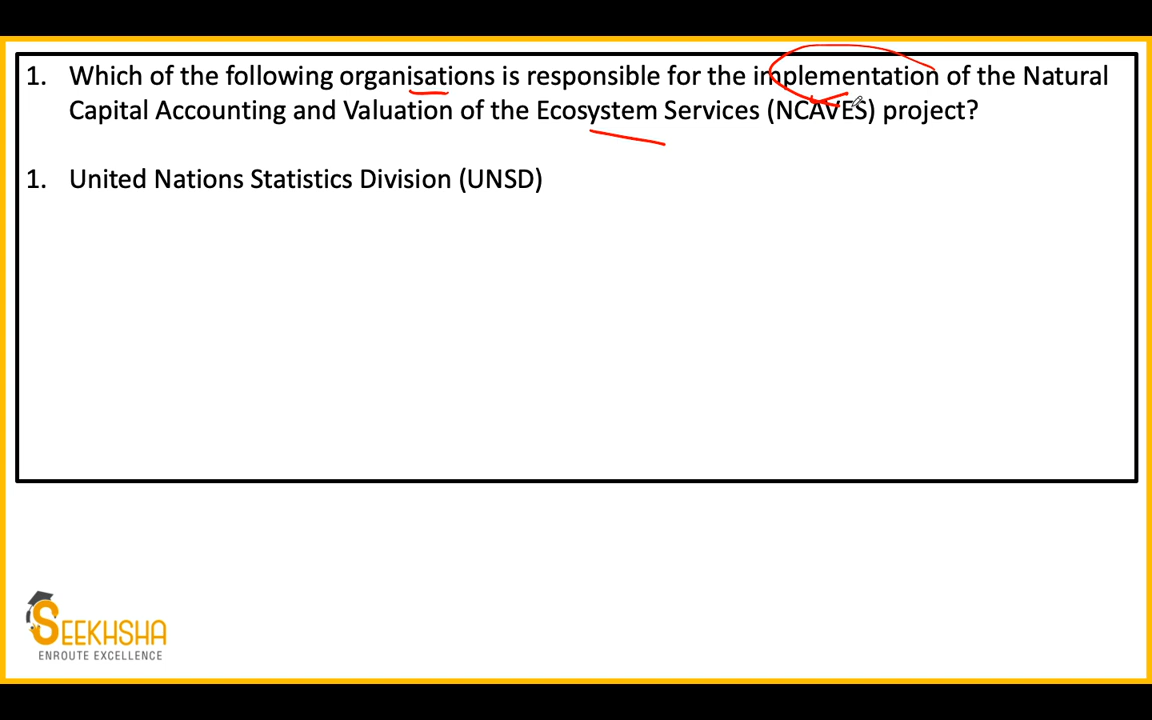 1. Which of the following organisations is responsible for the implementation of the Natural
Capital Accounting and Valuation of the Ecosystem Services (NCAVES) project?
1. United Nations Statistics Division (UNSD)
SEEKHSHA
ENROUTE EXCELLENCE